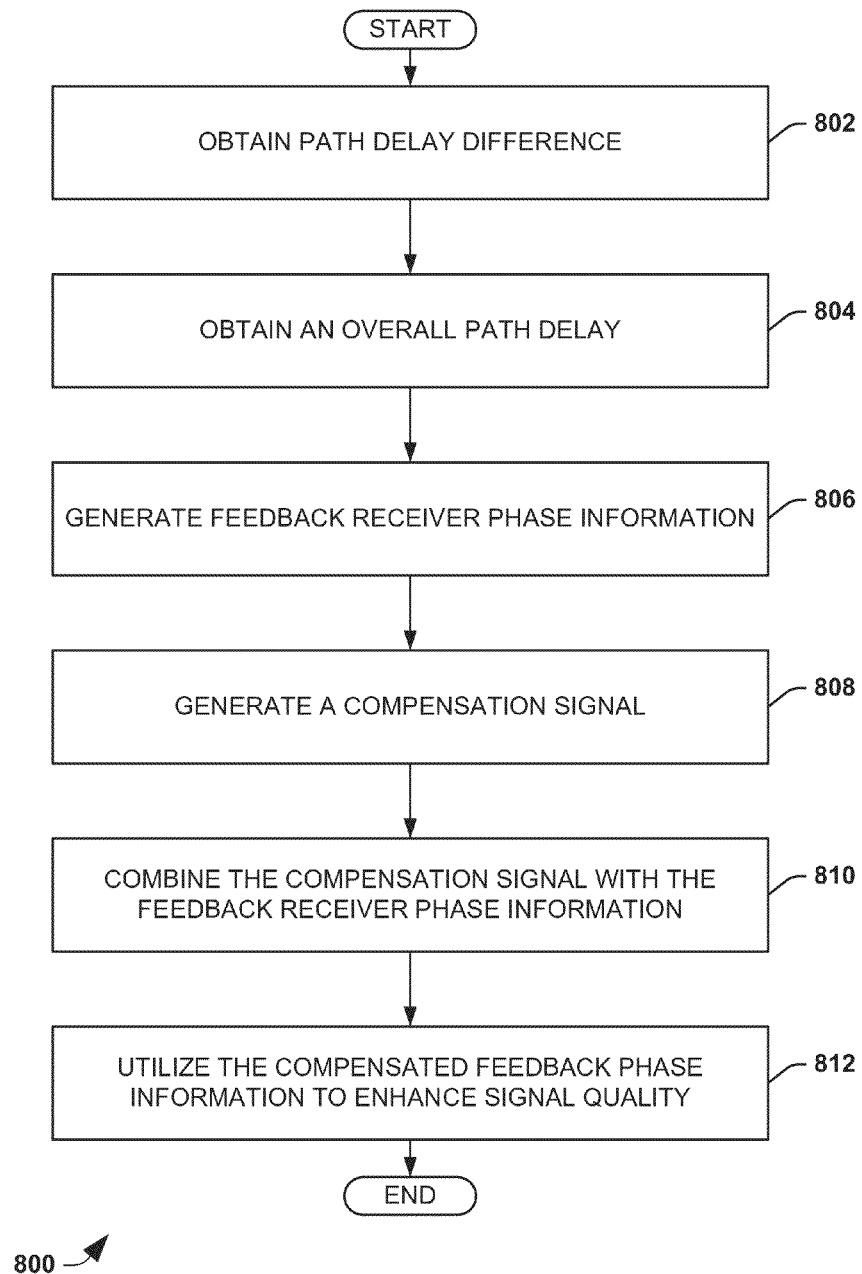 START
OBTAIN PATH DELAY DIFFERENCE
802
OBTAIN AN OVERALL PATH DELAY
804
GENERATE FEEDBACK RECEIVER PHASE INFORMATION
806
GENERATE A COMPENSATION SIGNAL
808
COMBINE THE COMPENSATION SIGNAL WITH THE
FEEDBACK RECEIVER PHASE INFORMATION
810
UTILIZE THE COMPENSATED FEEDBACK PHASE
INFORMATION TO ENHANCE SIGNAL QUALITY
812
END
800